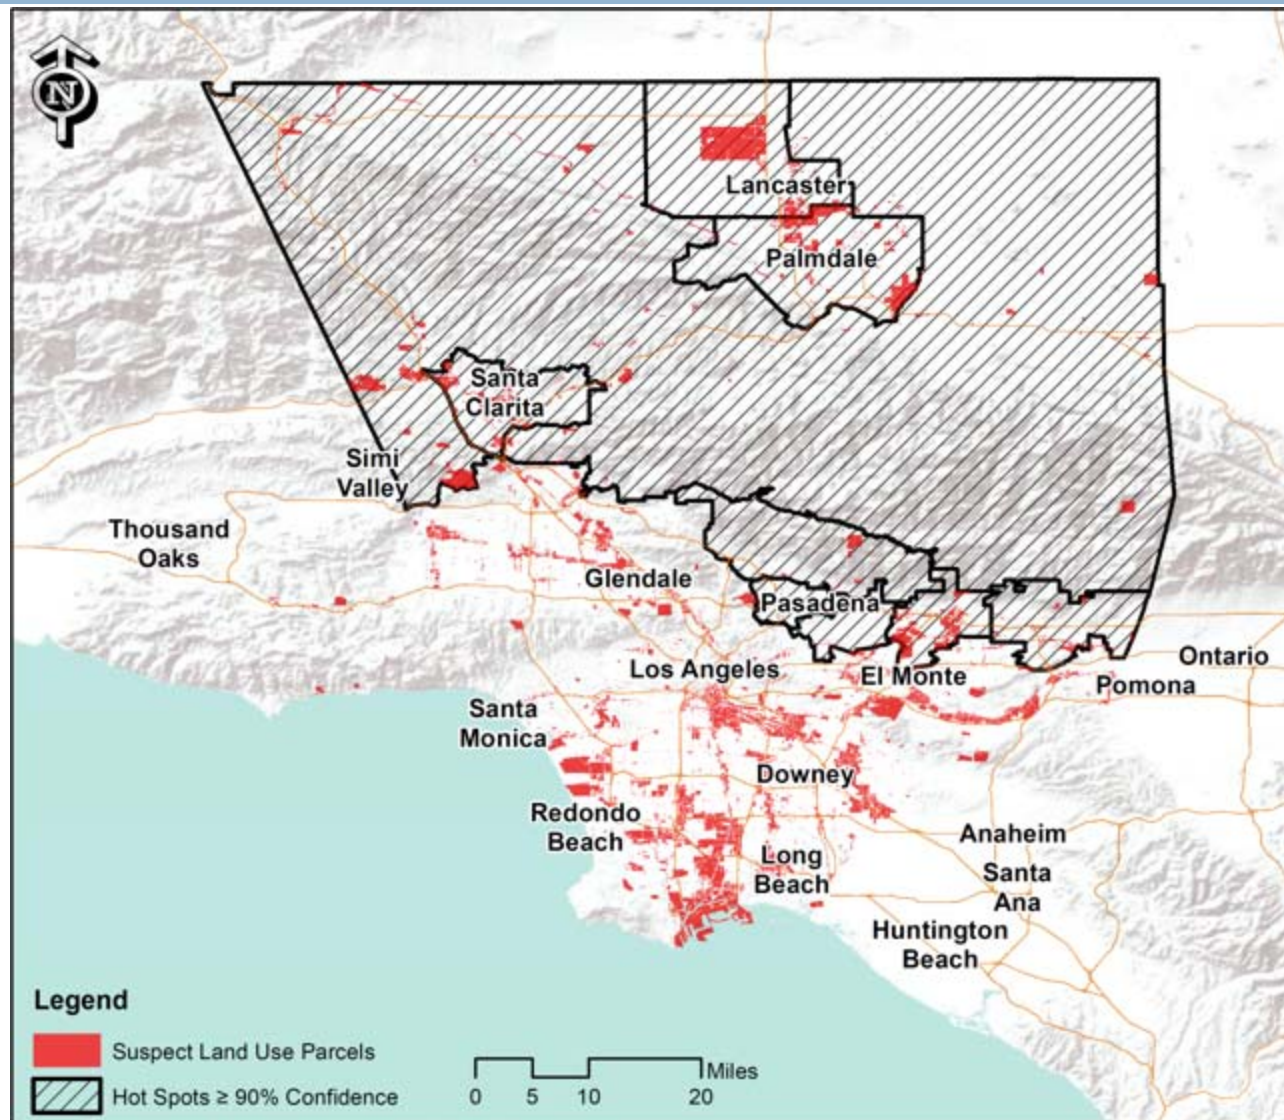 N
Lancaster
Palmdale
Santa
Clarita
Simi
Valley
Thousand
Oaks
Glendale
Pasadena
Los Angeles
El Monte
Ontario
Pomona
Santa
Monica
Downey
Redondo
Beach
Anaheim
Long
Beach
Santa
Ana
Huntington
Beach
Legend
Suspect Land Use Parcels
Hot Spots ≥ 90% Confidence
Miles
0 5 10 20